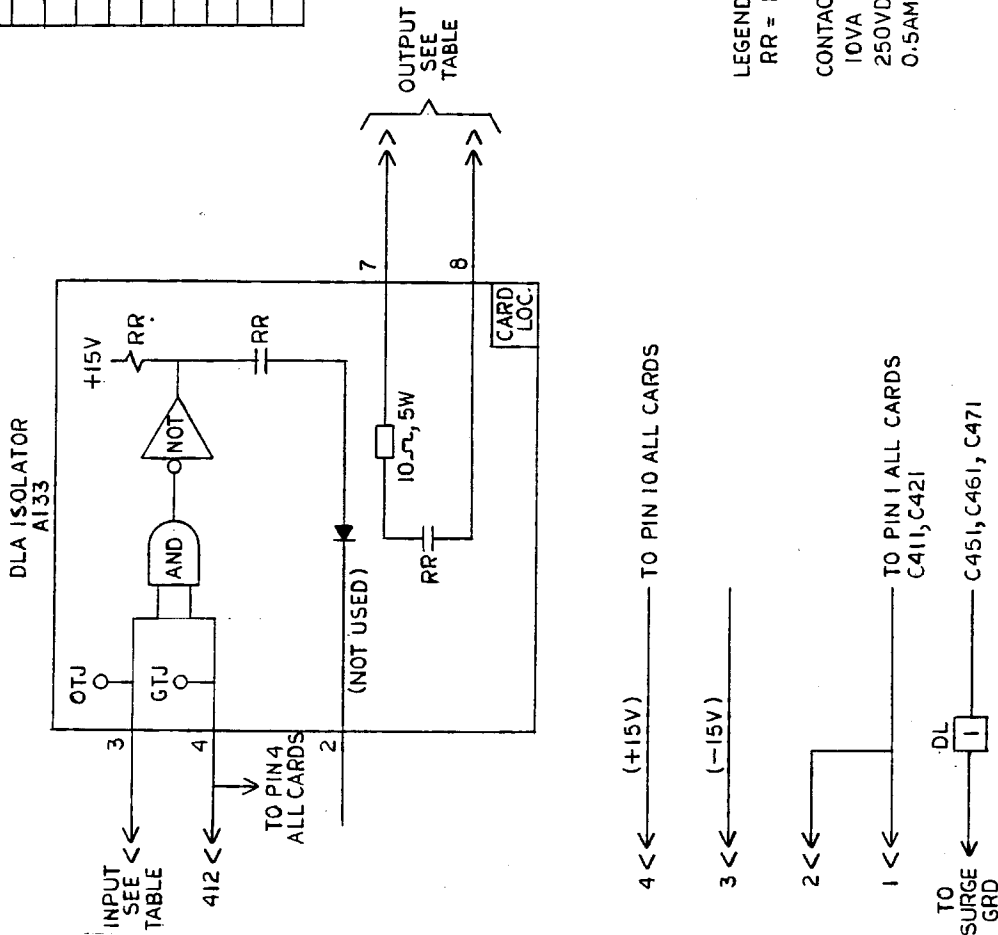 OUTPUT
SEE
TABLE
LEGEND
RR =
CONTAC
10VA
250VD
0.5AM
DLA ISOLATOR
A133
+15V
RR
NOT
AND
RR
OTJ
GTJ
(NOT USED)
10Ω, 5W
RR
7
8
CARD
LOC.
3
4
2
INPUT
SEE
TABLE
412
TO PIN 4
ALL CARDS
4
(+15V)
TO PIN 10 ALL CARDS
3
(-15V)
2
1
TO PIN 1 ALL CARDS
C411, C421
TO
SURGE
GRD
DL
1
C451, C461, C471